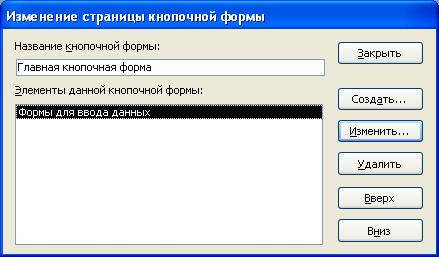 Изменение страницы кнопочной формы
Название кнопочной формы:
Закрыть
Главная кнопочная форма
Элементы данной кнопочной формы:
Создать...
Формы для ввода данных
Изменить...
Удалить
Вверх
Вниз